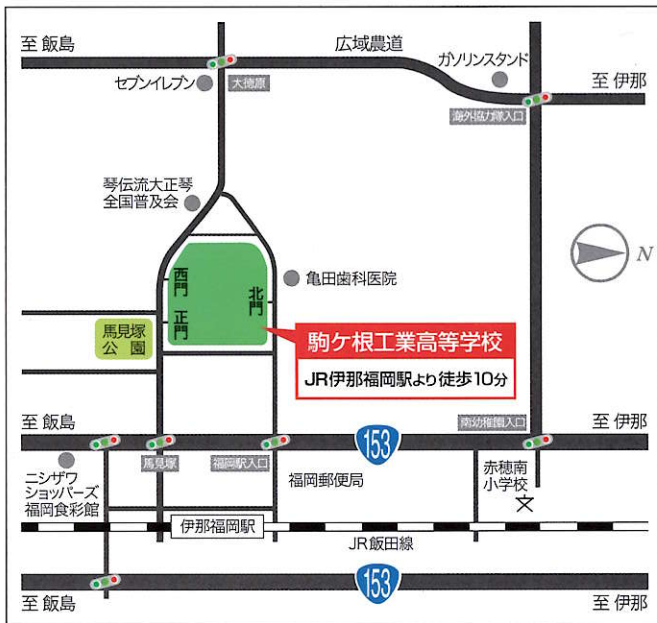 至 飯島
広域農道
ガソリンスタンド
至 伊那
セブンイレブン
大徳原
海外協力隊入口
琴伝流大正琴
全国普及会
N
亀田歯科医院
西門
北門
正門
馬見塚
公園
駒ケ根工業高等学校
JR伊那福岡駅より徒歩10分
至 飯島
153
南幼稚園入口
至 伊那
馬見塚
福岡駅入口
ニシザワ
ショッパーズ
福岡食彩館
福岡郵便局
赤穂南
小学校
伊那福岡駅
JR飯田線
153
至 飯島
至 伊那